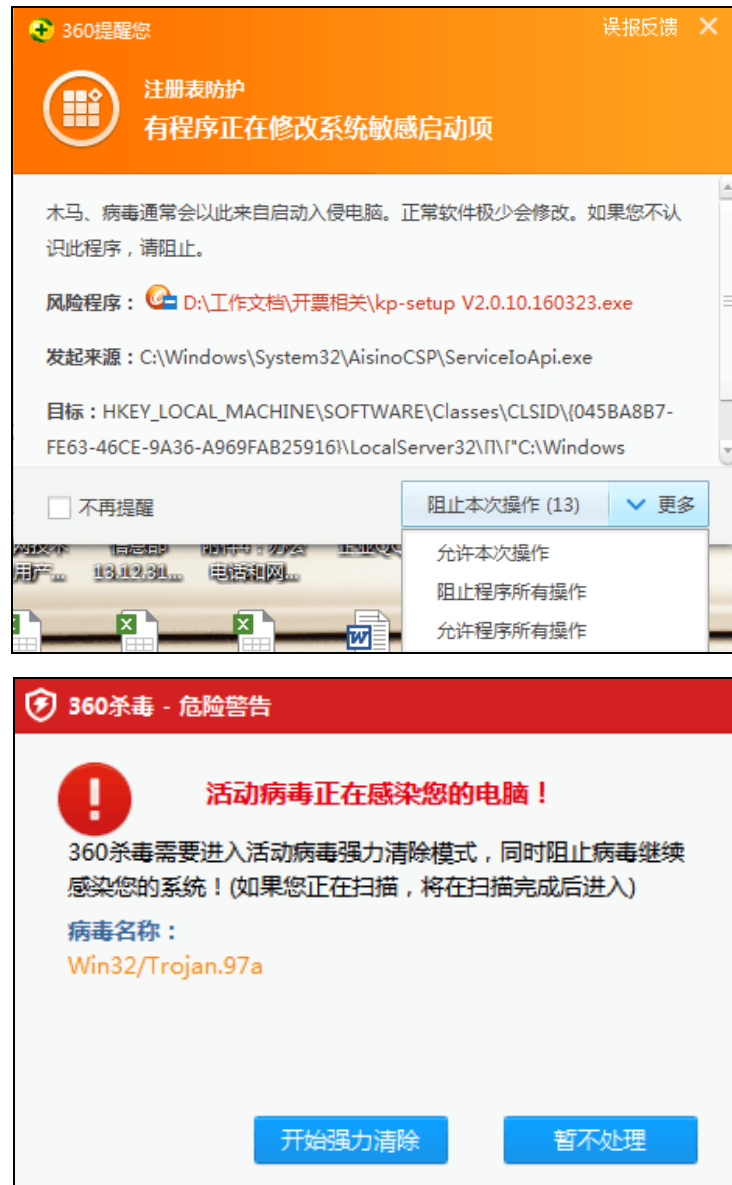 360提醒您
误报反馈
注册表防护
有程序正在修改系统敏感启动项
木马、病毒通常会以此来自启动入侵电脑。正常软件极少会修改。如果您不认
识此程序，请阻止。
风险程序： D:\工作文档\开票相关\kp-setup V2.0.10.160323.exe
发起来源：C:\Windows\System32\AisinoCSP\ServiceIoApi.exe
目标：HKEY_LOCAL_MACHINE\SOFTWARE\Classes\CLSID\{045BA8B7-
FE63-46CE-9A36-A969FAB25916}\LocalServer32\[]\["C:\Windows
不再提醒
阻止本次操作 (13)
更多
允许本次操作
阻止程序所有操作
允许程序所有操作
信息部
13.12.31...
电话和网...
360杀毒 - 危险警告
活动病毒正在感染您的电脑！
360杀毒需要进入活动病毒强力清除模式，同时阻止病毒继续
感染您的系统！(如果您正在扫描，将在扫描完成后进入)
病毒名称：
Win32/Trojan.97a
开始强力清除
暂不处理